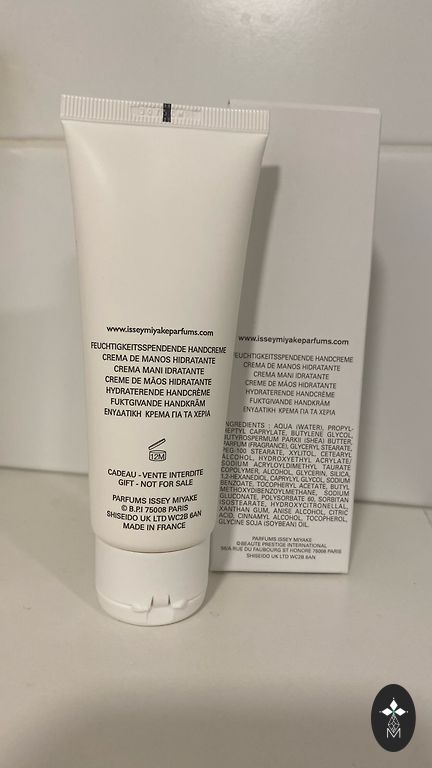 www.isseymiyakeparfums.com
FEUCHTIGKEITSSPENDENDE HANDCREME
CREMA DE MANOS HIDRATANTE
CREMA MANI IDRATANTE
CREME DE MÃOS HIDRATANTE
HYDRATERENDE HANDCRÈME
FUKTGIVANDE HANDKRÄM
ΕΝΥΔΑΤΙΚΗ ΚΡΕΜΑ ΓΙΑ ΤΑ ΧΕΡΙΑ
12M
CADEAU - VENTE INTERDITE
GIFT - NOT FOR SALE
PARFUMS ISSEY MIYAKE
© B.P.I 75008 PARIS
SHISEIDO UK LTD WC2B 6AN
MADE IN FRANCE
www.isseymiyakeparfums.com
FEUCHTIGKEITSSPENDENDE HANDCREME
CREMA DE MANOS HIDRATANTE
CREMA MANI IDRATANTE
CREME DE MÃOS HIDRATANTE
HYDRATERENDE HANDCRÈME
FUKTGIVANDE HANDKRÄM
ΕΝΥΔΑΤΙΚΗ ΚΡΕΜΑ ΓΙΑ ΤΑ ΧΕΡΙΑ
INGREDIENTS : AQUA (WATER), PROPYL-
HEPTYL CAPRYLATE, BUTYLENE GLYCOL,
BUTYROSPERMUM PARKII (SHEA) BUTTER,
PARFUM (FRAGRANCE), GLYCERYL STEARATE,
PEG-100 STEARATE, XYLITOL, CETEARYL
ALCOHOL, HYDROXYETHYL ACRYLATE/
SODIUM ACRYLOYLDIMETHYL TAURATE
COPOLYMER, ALCOHOL, GLYCERIN, SILICA,
1,2-HEXANEDIOL, CAPRYLYL GLYCOL, SODIUM
BENZOATE, TOCOPHERYL ACETATE, BUTYL
METHOXYDIBENZOYLMETHANE, SODIUM
GLUCONATE, POLYSORBATE 60, SORBITAN
ISOSTEARATE, HYDROXYCITRONELLAL,
XANTHAN GUM, ANISE ALCOHOL, CITRIC
ACID, CINNAMYL ALCOHOL, TOCOPHEROL,
GLYCINE SOJA (SOYBEAN) OIL.
PARFUMS ISSEY MIYAKE
©BEAUTE PRESTIGE INTERNATIONAL
56/A RUE DU FAUBOURG ST HONORE 75008 PARIS
SHISEIDO UK LTD WC2B 6AN
M